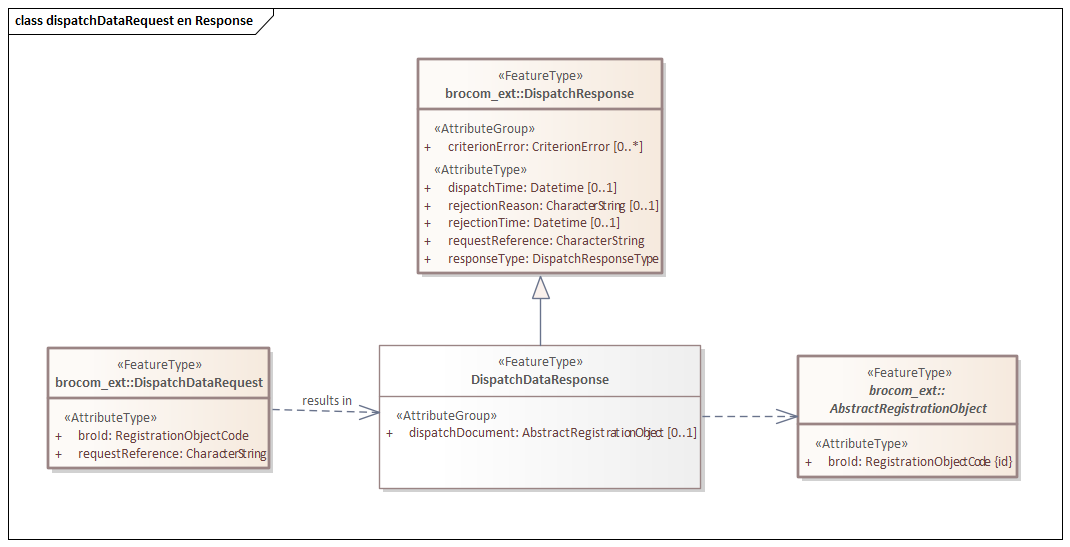 class dispatchDataRequest en Response
«FeatureType»
brocom_ext::DispatchResponse
«AttributeGroup»
+ criterionError: CriterionError [0..*]
«AttributeType»
+ dispatchTime: Datetime [0..1]
+ rejectionReason: CharacterString [0..1]
+ rejectionTime: Datetime [0..1]
+ requestReference: CharacterString
+ responseType: DispatchResponseType
«FeatureType»
brocom_ext::DispatchDataRequest
«AttributeType»
+ broId: RegistrationObjectCode
+ requestReference: CharacterString
results in
«FeatureType»
DispatchDataResponse
«AttributeGroup»
+ dispatchDocument: AbstractRegistrationObject [0..1]
«FeatureType»
brocom_ext::
AbstractRegistrationObject
«AttributeType»
+ broId: RegistrationObjectCode {id}